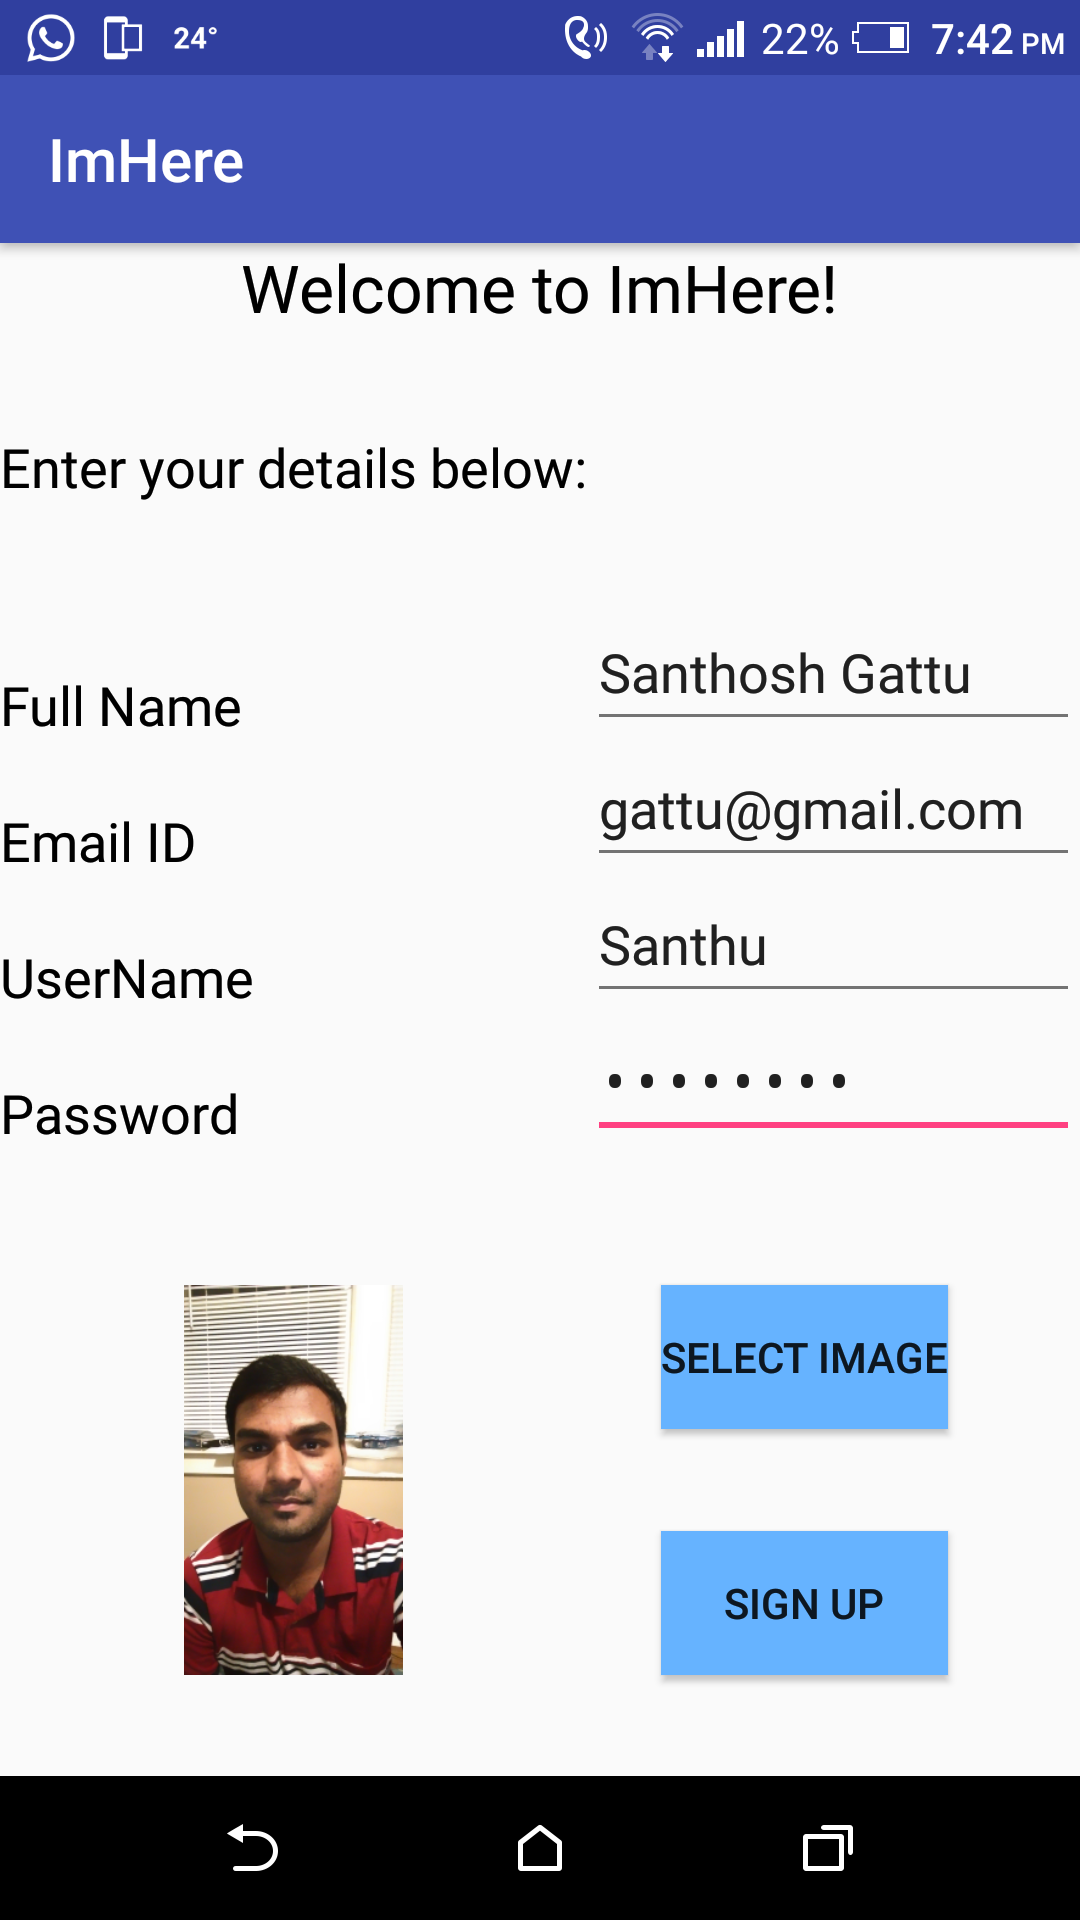 24°
22%
7:42 PM
ImHere
Welcome to ImHere!
Enter your details below:
Full Name
Santhosh Gattu
Email ID
gattu@gmail.com
UserName
Santhu
Password
••••••••
SELECT IMAGE
SIGN UP